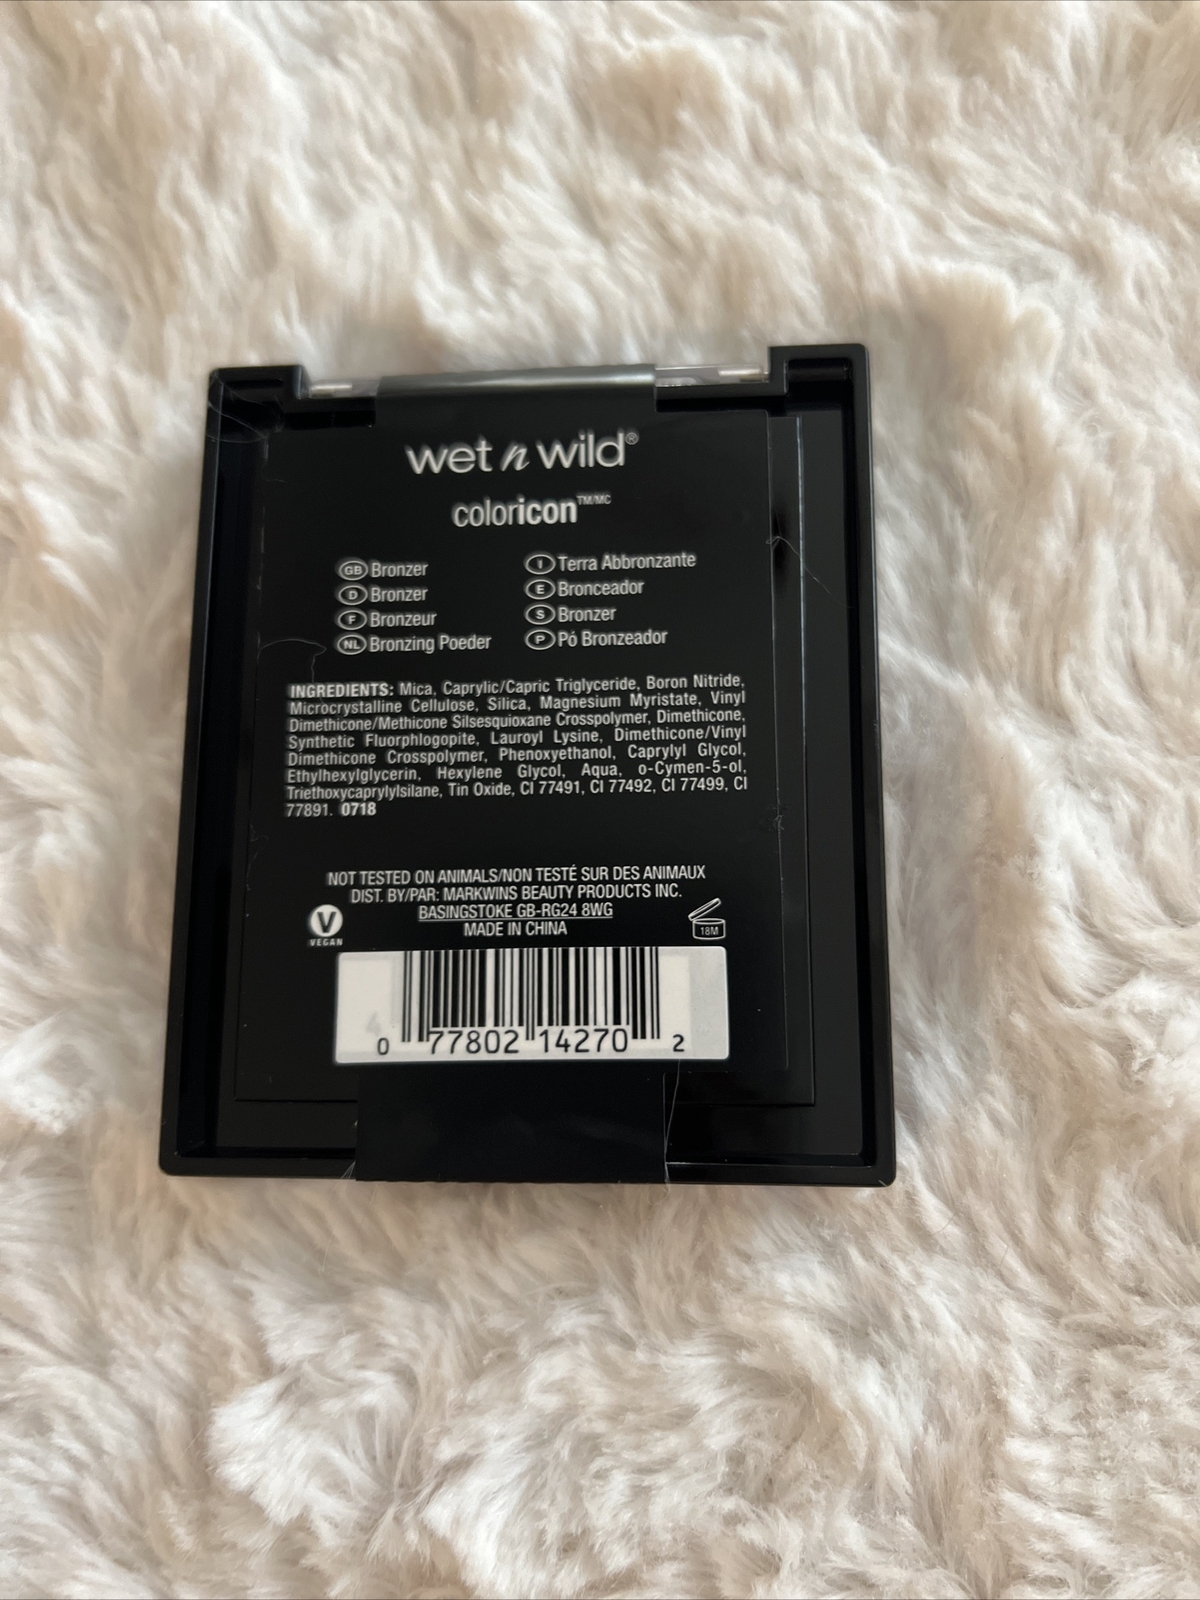 wet n wild®
coloricon™/MC
GB Bronzer
D Bronzer
F Bronzeur
NL Bronzing Poeder
I Terra Abbronzante
E Bronceador
S Bronzer
P Pó Bronzeador
INGREDIENTS: Mica, Caprylic/Capric Triglyceride, Boron Nitride,
Microcrystalline Cellulose, Silica, Magnesium Myristate, Vinyl
Dimethicone/Methicone Silsesquioxane Crosspolymer, Dimethicone,
Synthetic Fluorphlogopite, Lauroyl Lysine, Dimethicone/Vinyl
Dimethicone Crosspolymer, Phenoxyethanol, Caprylyl Glycol,
Ethylhexylglycerin, Hexylene Glycol, Aqua, o-Cymen-5-ol,
Triethoxycaprylylsilane, Tin Oxide, CI 77491, CI 77492, CI 77499, CI
77891. 0718
NOT TESTED ON ANIMALS/NON TESTÉ SUR DES ANIMAUX
DIST. BY/PAR: MARKWINS BEAUTY PRODUCTS INC.
BASINGSTOKE GB-RG24 8WG
MADE IN CHINA
V
VEGAN
18M
0 77802 14270 2